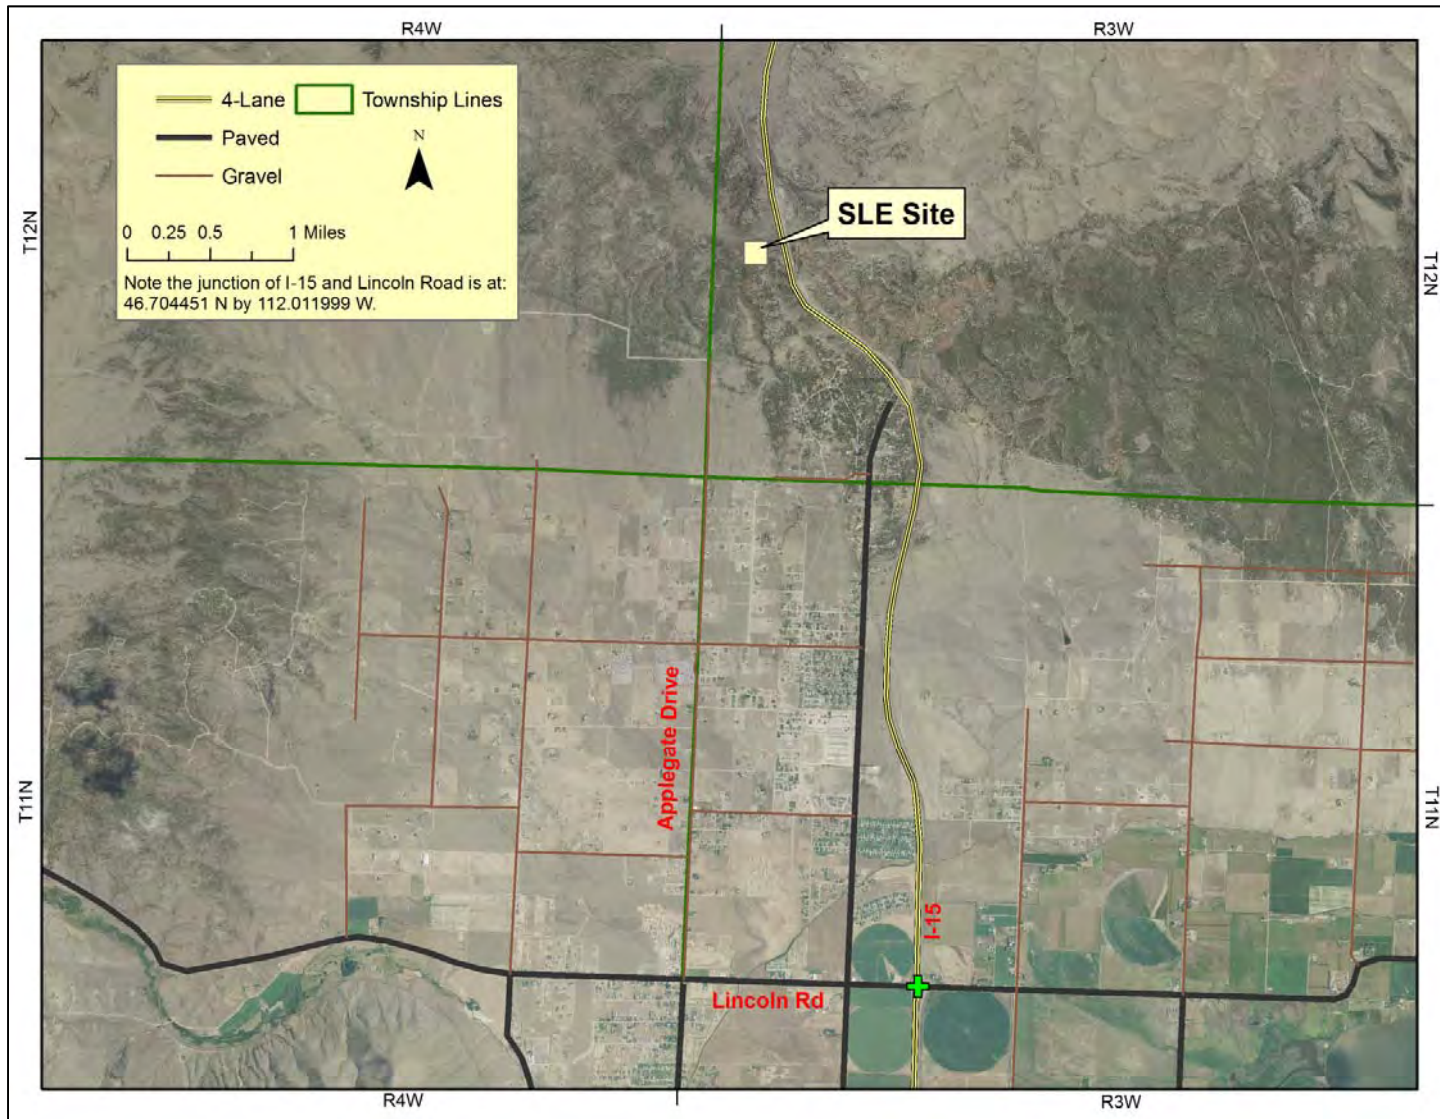 R4W
R3W
4-Lane
Township Lines
Paved
N
Gravel
0 0.25 0.5 1 Miles
Note the junction of I-15 and Lincoln Road is at:
46.704451 N by 112.011999 W.
SLE Site
T12N
T12N
Applegate Drive
T11N
T11N
I-15
Lincoln Rd
R4W
R3W